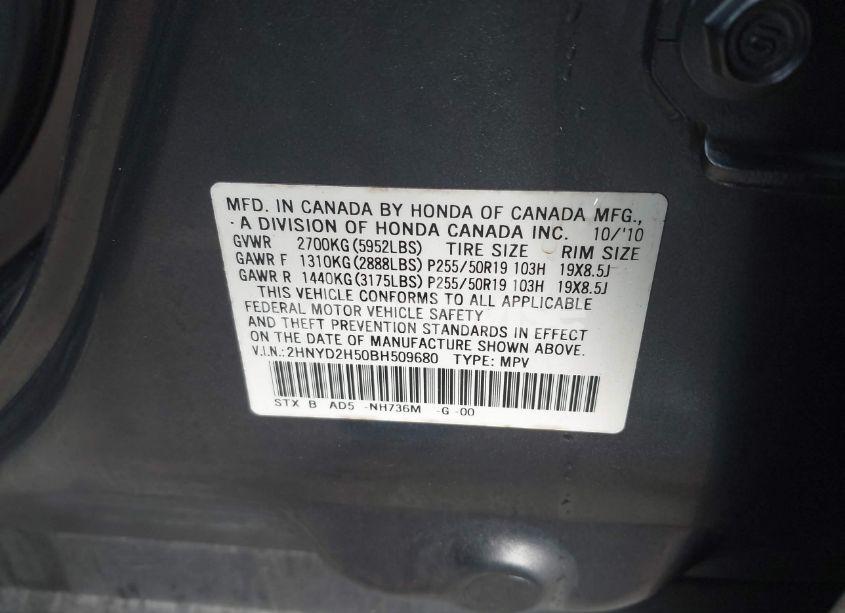 MFD. IN CANADA BY HONDA OF CANADA MFG.,
A DIVISION OF HONDA CANADA INC. 10/'10
GVWR 2700KG(5952LBS) TIRE SIZE RIM SIZE
GAWR F 1310KG(2888LBS) P255/50R19 103H 19X8.5J
GAWR R 1440KG(3175LBS) P255/50R19 103H 19X8.5J
THIS VEHICLE CONFORMS TO ALL APPLICABLE
FEDERAL MOTOR VEHICLE SAFETY
AND THEFT PREVENTION STANDARDS IN EFFECT
ON THE DATE OF MANUFACTURE SHOWN ABOVE.
V.I.N.:2HNYD2H50BH509680 TYPE: MPV
STX B AD5 -NH736M -G -00